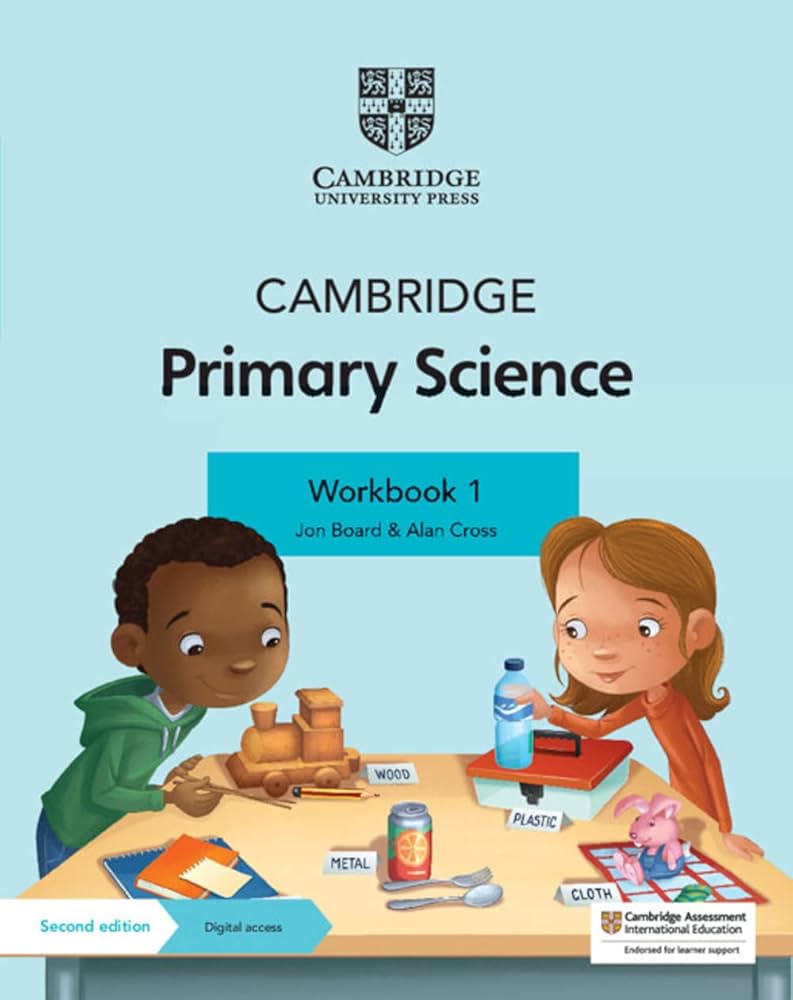 CAMBRIDGE
UNIVERSITY PRESS
CAMBRIDGE
Primary Science
Workbook 1
Jon Board & Alan Cross
WOOD
PLASTIC
METAL
CLOTH
Second edition
Digital access
Cambridge Assessment
International Education
Endorsed for learner support